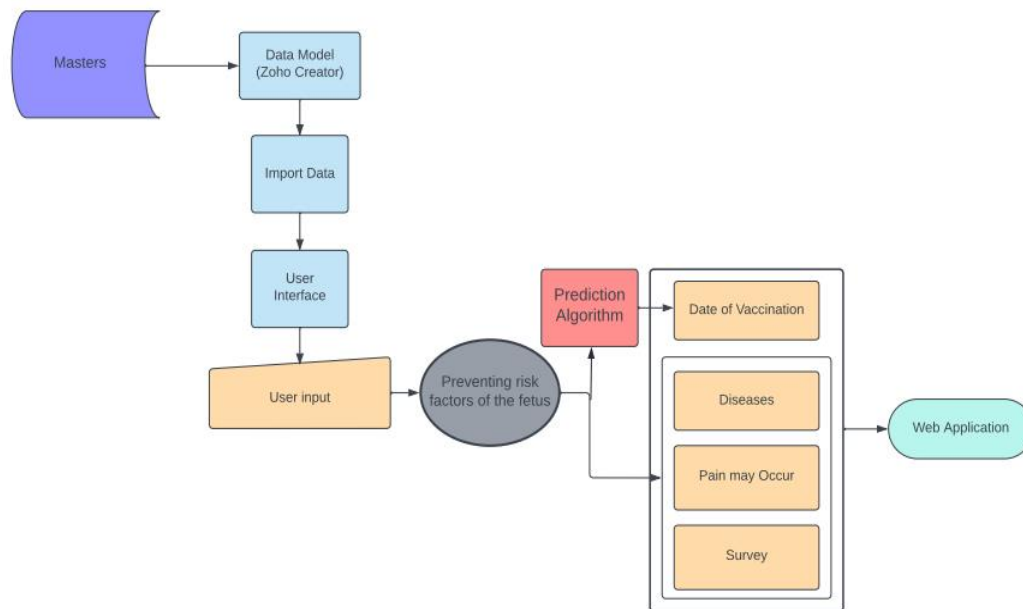 Masters
Data Model
(Zoho Creator)
Import Data
User
Interface
User input
Preventing risk
factors of the fetus
Prediction
Algorithm
Date of Vaccination
Diseases
Pain may Occur
Survey
Web Application